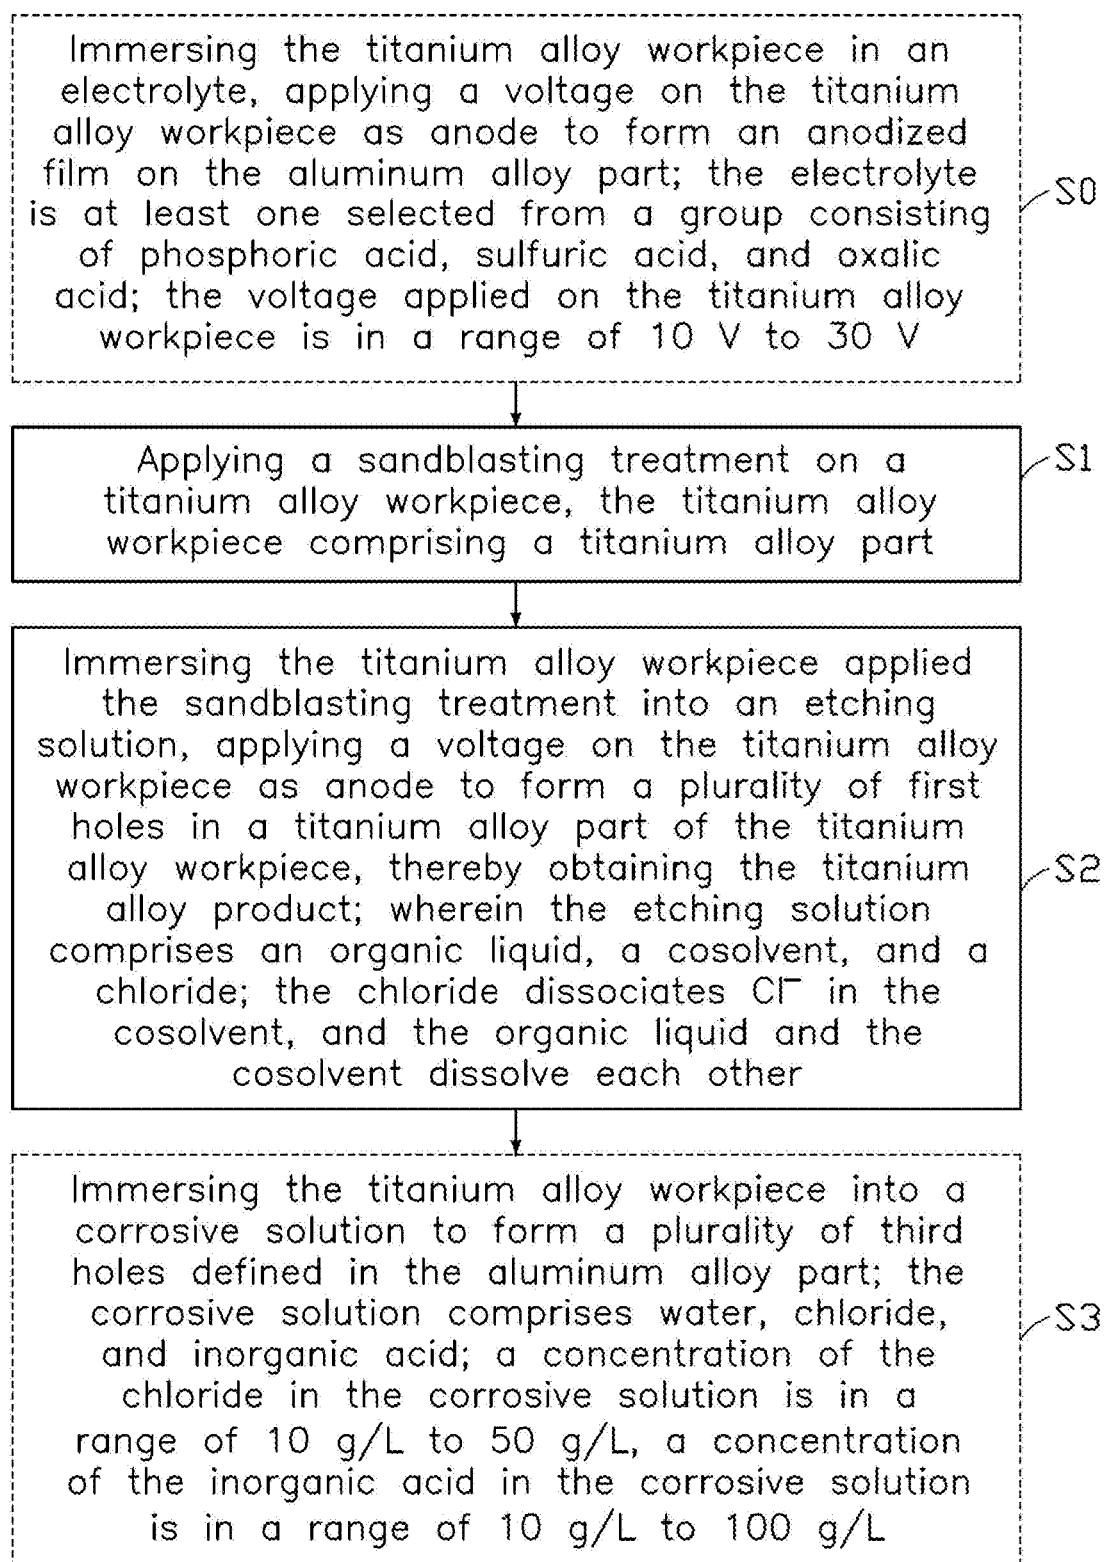 Immersing the titanium alloy workpiece in an
electrolyte, applying a voltage on the titanium
alloy workpiece as anode to form an anodized
film on the aluminum alloy part; the electrolyte
is at least one selected from a group consisting
of phosphoric acid, sulfuric acid, and oxalic
acid; the voltage applied on the titanium alloy
workpiece is in a range of 10 V to 30 V
S0
Applying a sandblasting treatment on a
titanium alloy workpiece, the titanium alloy
workpiece comprising a titanium alloy part
S1
Immersing the titanium alloy workpiece applied
the sandblasting treatment into an etching
solution, applying a voltage on the titanium alloy
workpiece as anode to form a plurality of first
holes in a titanium alloy part of the titanium
alloy workpiece, thereby obtaining the titanium
alloy product; wherein the etching solution
comprises an organic liquid, a cosolvent, and a
chloride; the chloride dissociates Cl⁻ in the
cosolvent, and the organic liquid and the
cosolvent dissolve each other
S2
Immersing the titanium alloy workpiece into a
corrosive solution to form a plurality of third
holes defined in the aluminum alloy part; the
corrosive solution comprises water, chloride,
and inorganic acid; a concentration of the
chloride in the corrosive solution is in a
range of 10 g/L to 50 g/L, a concentration
of the inorganic acid in the corrosive solution
is in a range of 10 g/L to 100 g/L
S3